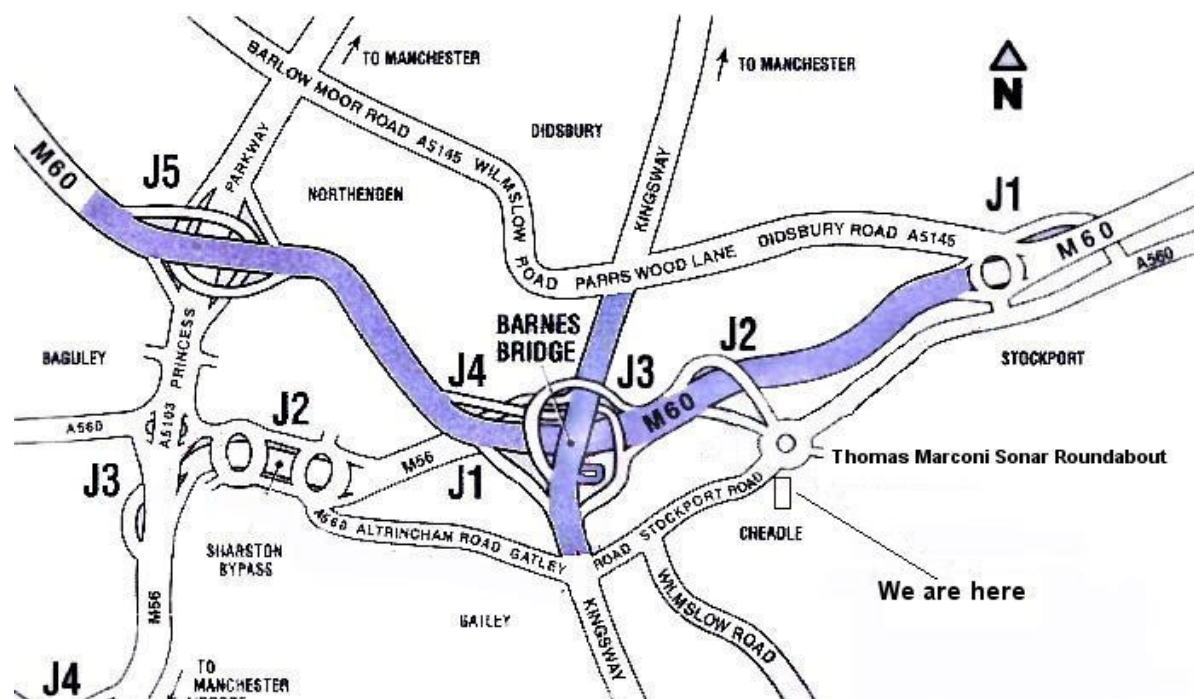 TO MANCHESTER
TO MANCHESTER
N
BARLOW MOOR ROAD A5145 WILMSLOW ROAD PARRS WOOD LANE DIDSBURY ROAD A5145
DIDSBURY
M60
J5
PARKWAY
NORTHENDEN
KINGSWAY
J1
M60
A560
BAGULEY
PRINCESS
BARNES
BRIDGE
J2
STOCKPORT
J4
J3
M60
A560
A5103
J2
M56
J1
Thomas Marconi Sonar Roundabout
J3
A560 ALTRINCHAM ROAD GATLEY ROAD STOCKPORT ROAD
CHEADLE
SHARSTON
BYPASS
We are here
M56
GATLEY
KINGSWAY
WILMSLOW ROAD
J4
TO
MANCHESTER